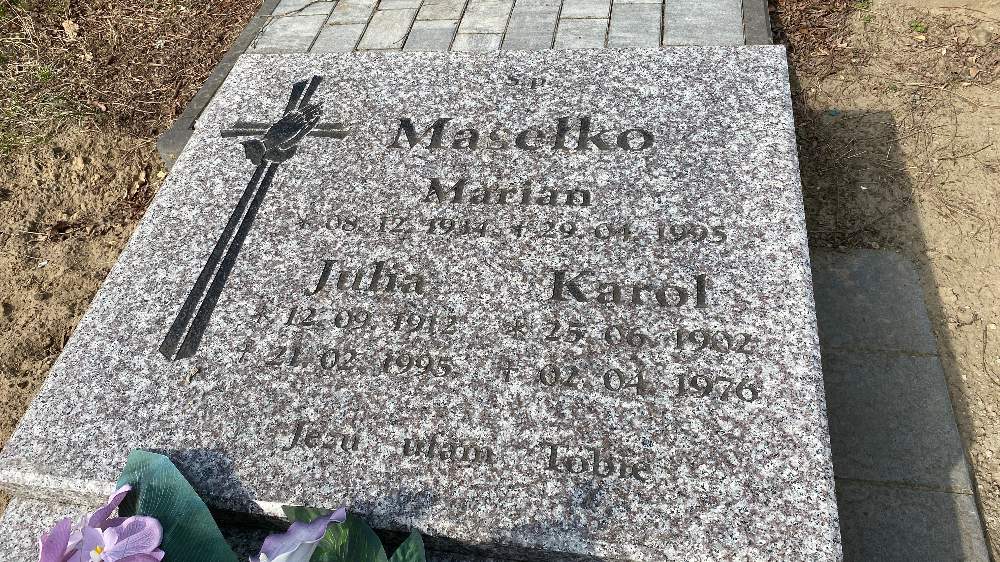 Ś.p.
Masełko
Marian
* 08. 12. 1944 † 29. 04. 1995
Julia Karol
* 12. 09. 1912 * 25. 06. 1902
† 21. 02. 1995 † 02. 04. 1976
Jezu ufam Tobie